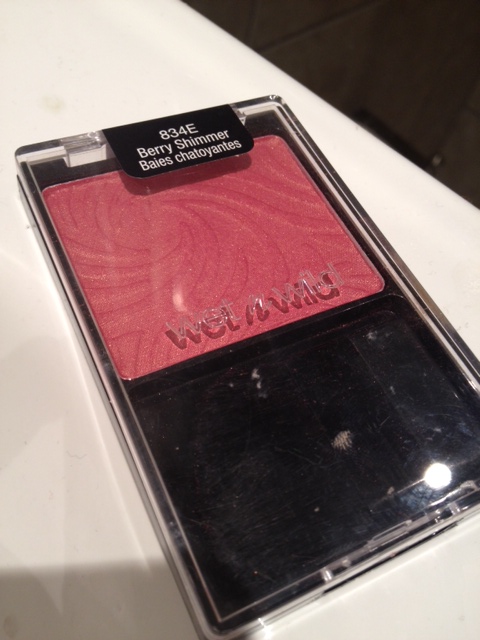 834E
Berry Shimmer
Baies chatoyantes
wet n wild